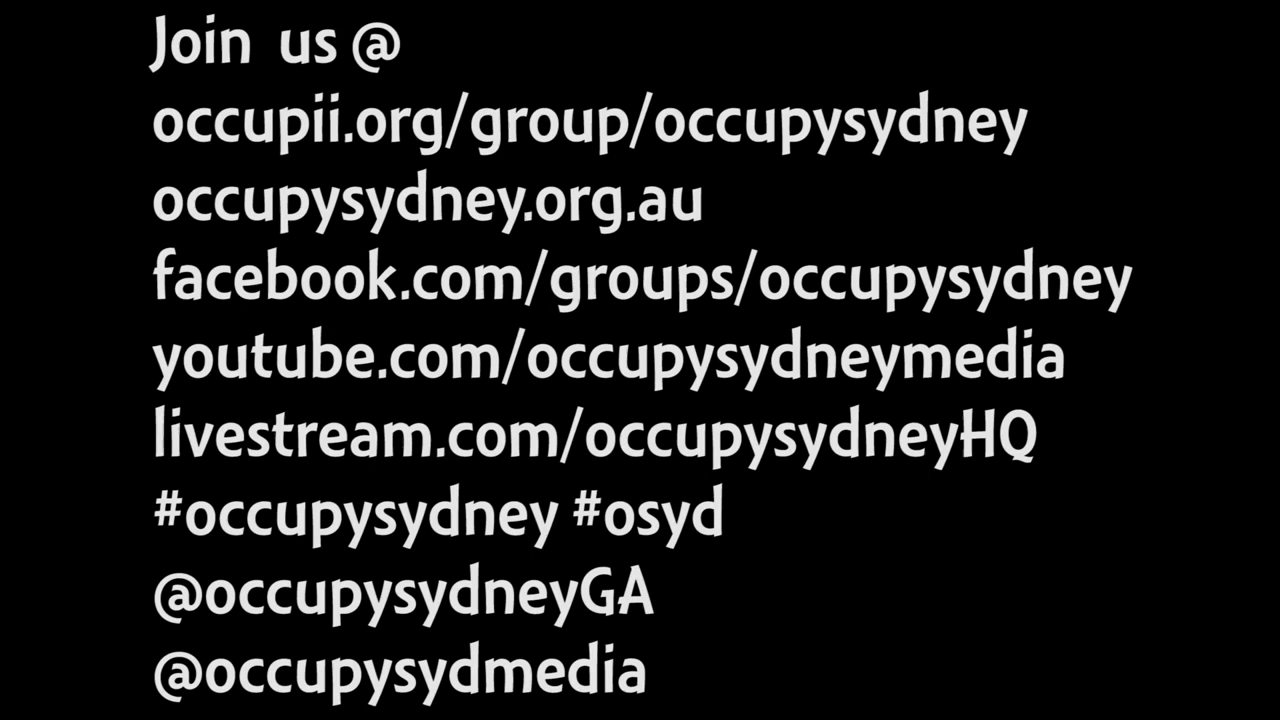 Join us @
occupii.org/group/occupysydney
occupysydney.org.au
facebook.com/groups/occupysydney
youtube.com/occupysydneymedia
livestream.com/occupysydneyHQ
#occupysydney #osyd
@occupysydneyGA
@occupysydmedia